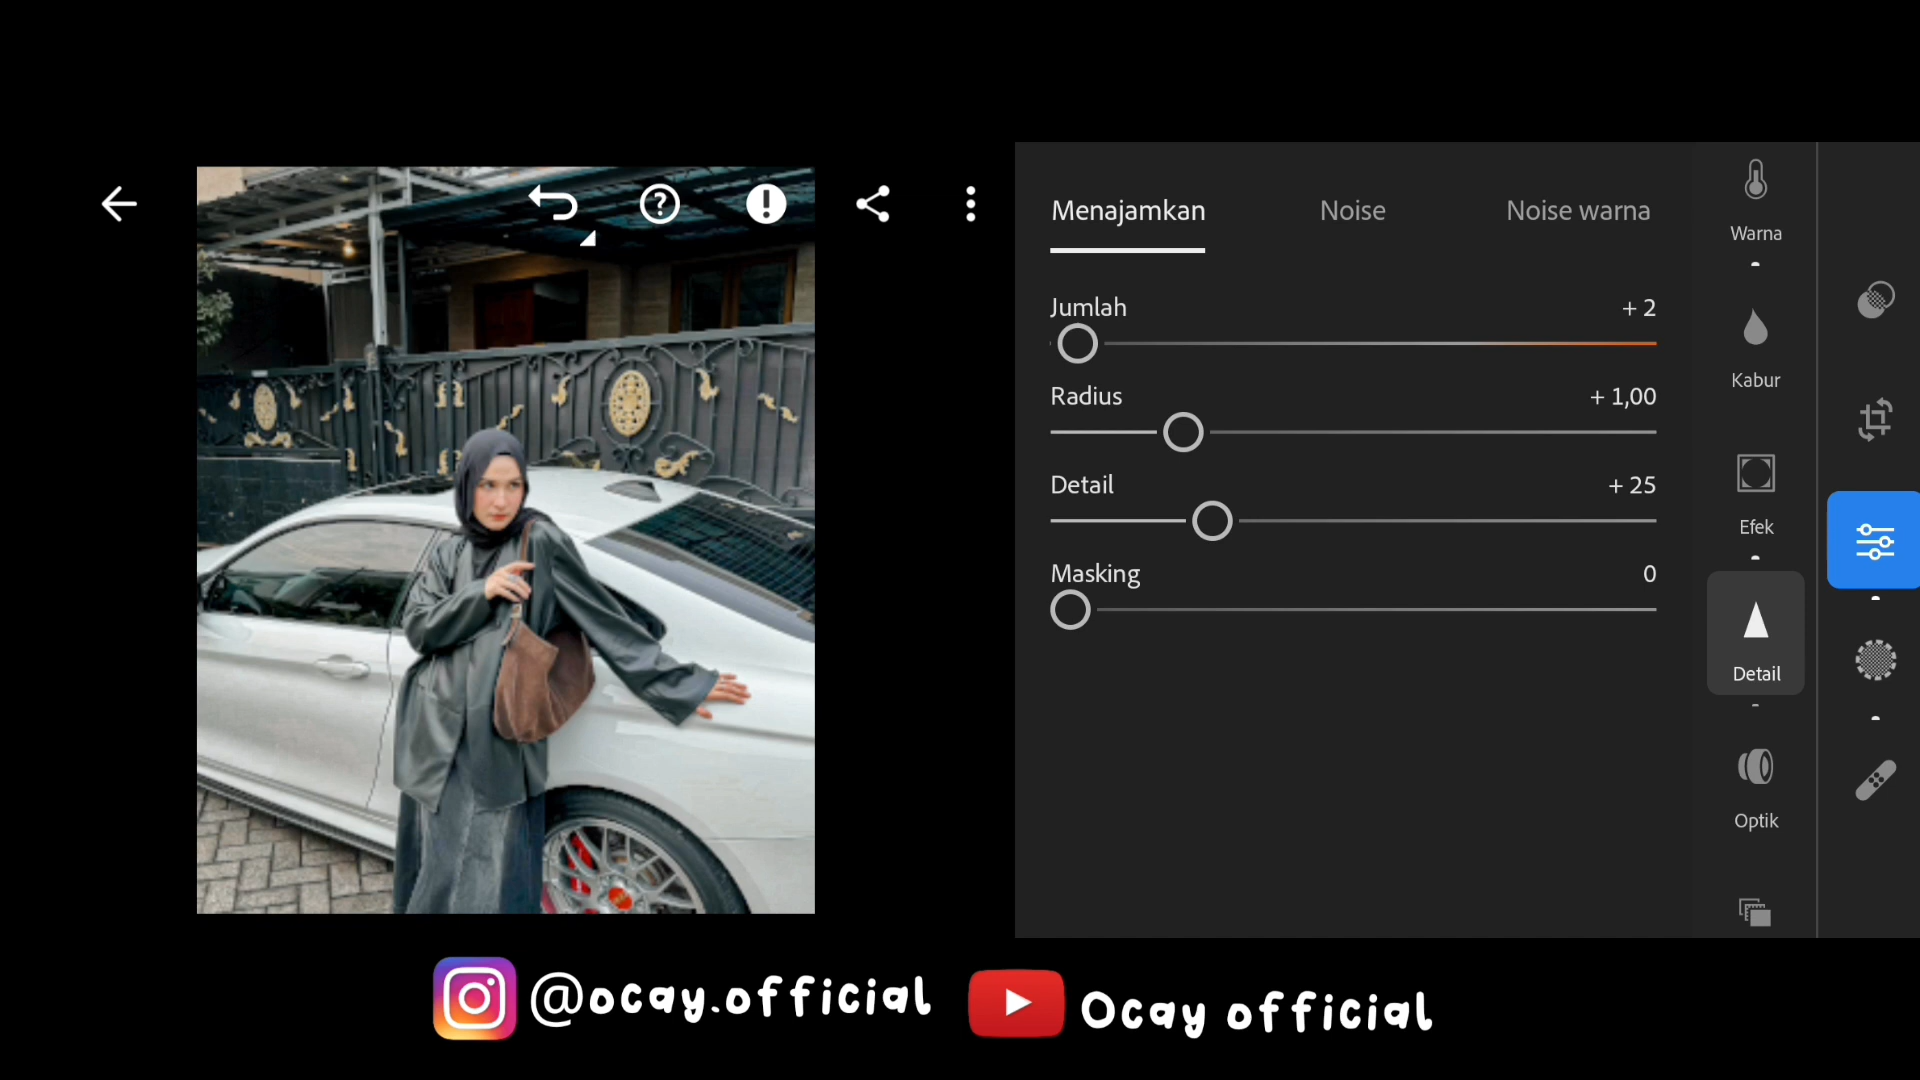 Menajamkan Noise Noise warna
Jumlah + 2
Radius + 1,00
Detail + 25
Masking 0
Warna
Kabur
Efek
Detail
Optik
@ocay.official Ocay official